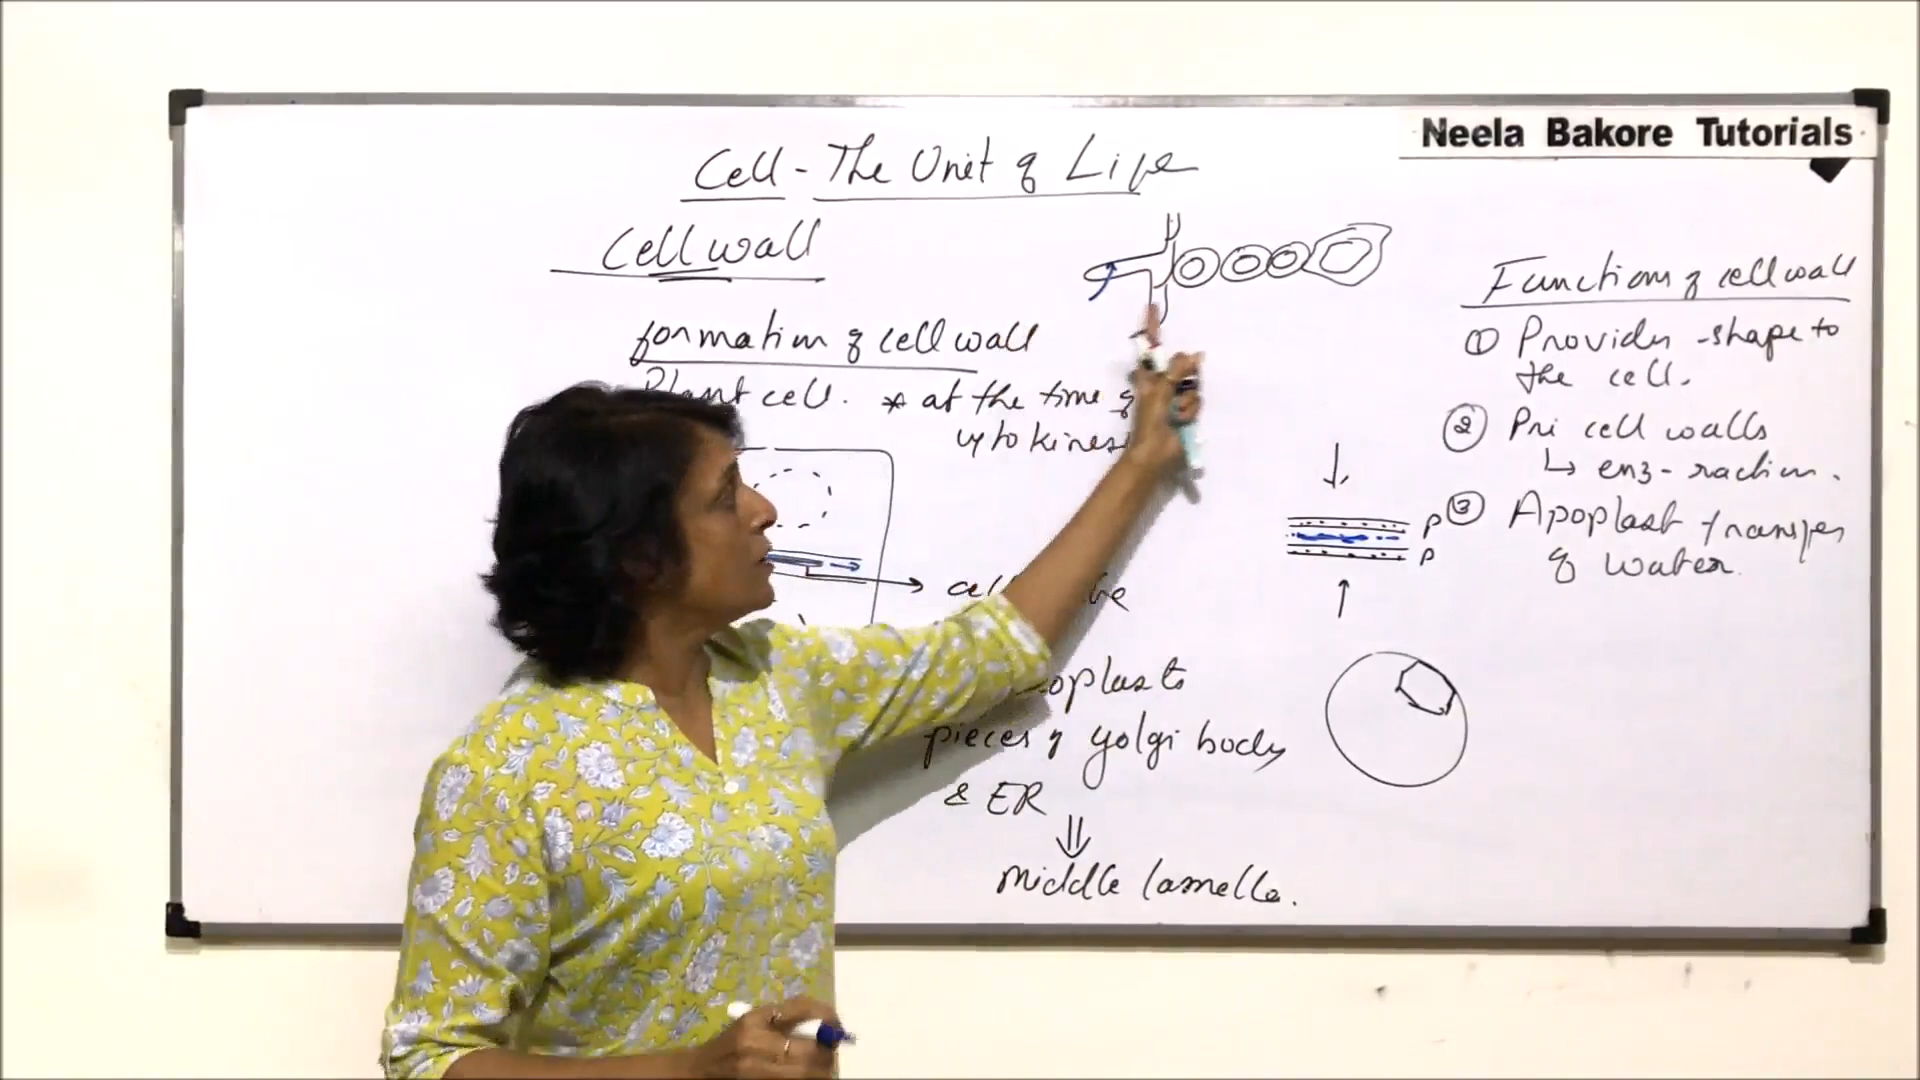 Neela Bakore Tutorials
Cell - The Unit of Life
Cell wall
formation of cell wall
Plant cell. * at the time of
cytokinesi
pieces of golgi body
& ER
middle lamella.
Functions of cell wall
① Provides shape to
the cell.
② Pri cell walls
↳ enz-raction.
P
P
③ Apoplast transfer
of water.